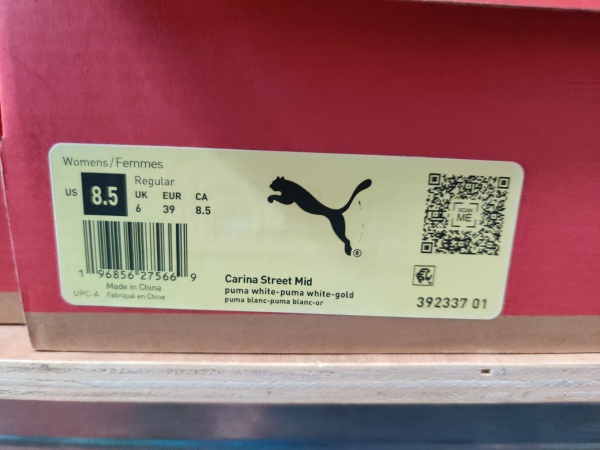 Womens/Femmes
Regular
US 8.5 UK EUR CA
6 39 8.5
1 96856 27566 9
Made in China
UPC-A Fabriqué en Chine
®
Carina Street Mid
puma white-puma white-gold
puma blanc-puma blanc-or
SCAN
ME
392337 01